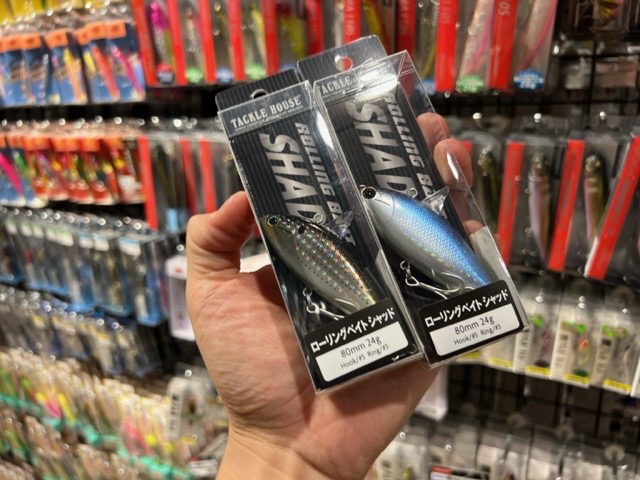 TACKLE HOUSE
ROLLING BAIT
SHAD
ローリングベイトシャッド
80mm 24g
Hook/#5 Ring/#3
TACKLE HOUSE
ROLLING BA
SHAD
ローリングベイトシャッド
80mm 24g
Hook/#5 Ring/#3